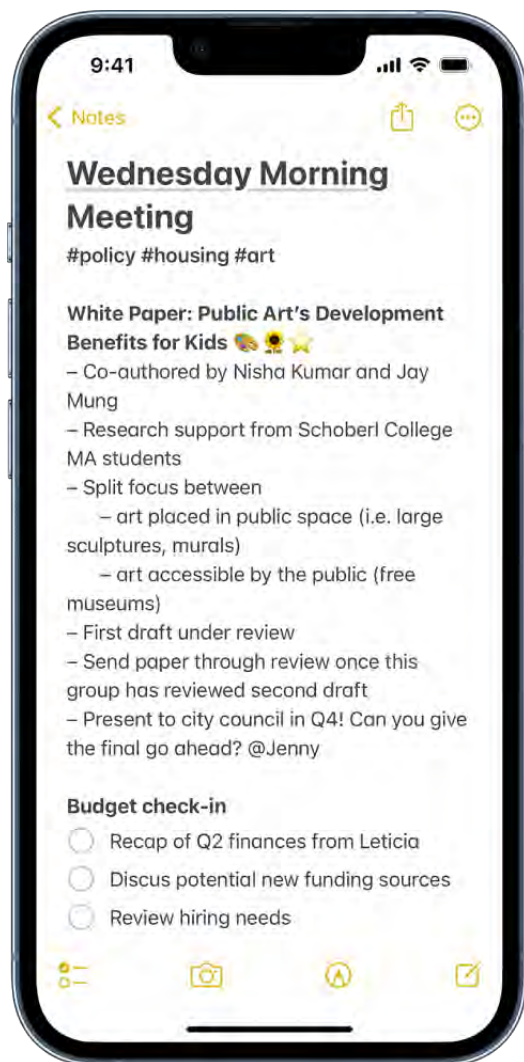 9:41
Notes
Wednesday Morning
Meeting
#policy #housing #art
White Paper: Public Art's Development
Benefits for Kids 🎨 🌻 ⭐
– Co-authored by Nisha Kumar and Jay
Mung
– Research support from Schoberl College
MA students
– Split focus between
– art placed in public space (i.e. large
sculptures, murals)
– art accessible by the public (free
museums)
– First draft under review
– Send paper through review once this
group has reviewed second draft
– Present to city council in Q4! Can you give
the final go ahead? @Jenny
Budget check-in
Recap of Q2 finances from Leticia
Discus potential new funding sources
Review hiring needs